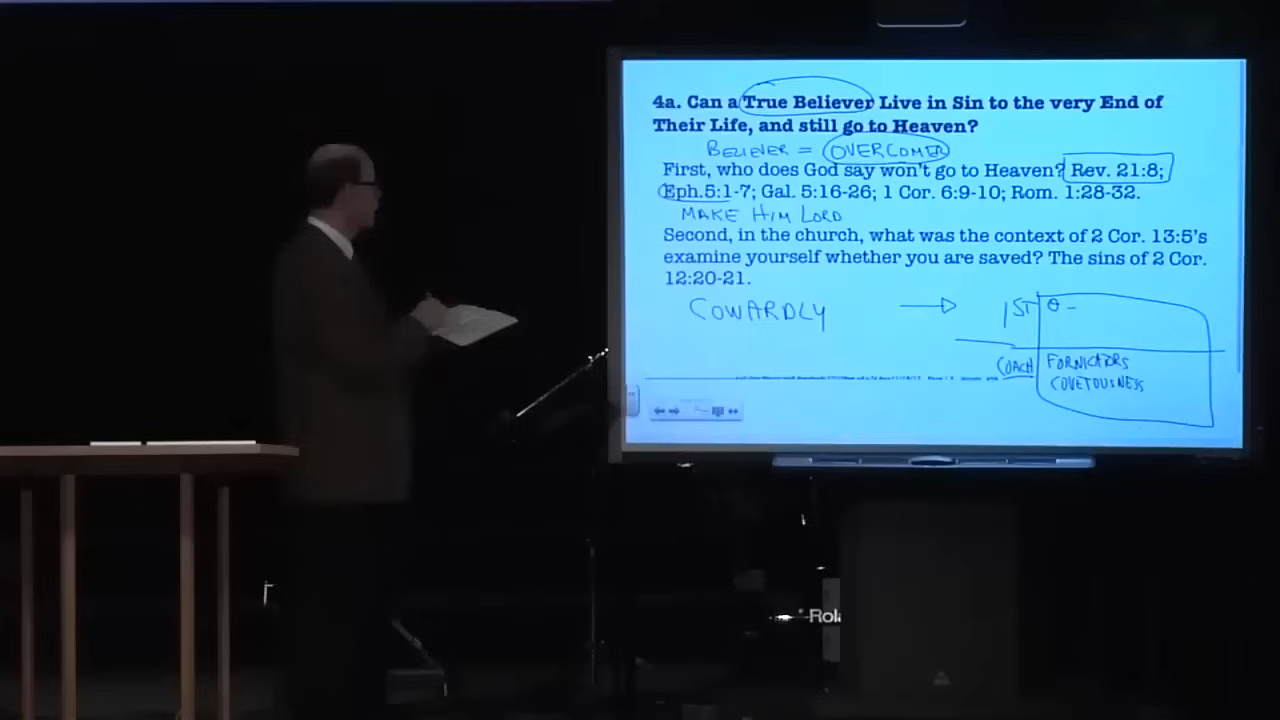 4a. Can a True Believer Live in Sin to the very End of
Their Life, and still go to Heaven?
BELIEVER = OVERCOMER
First, who does God say won't go to Heaven? Rev. 21:8;
Eph.5:1-7; Gal. 5:16-26; 1 Cor. 6:9-10; Rom. 1:28-32.
MAKE HIM LORD
Second, in the church, what was the context of 2 Cor. 13:5's
examine yourself whether you are saved? The sins of 2 Cor.
12:20-21.
COWARDLY
1ST
COACH FORNICATORS
COVETOUSNESS
Rola